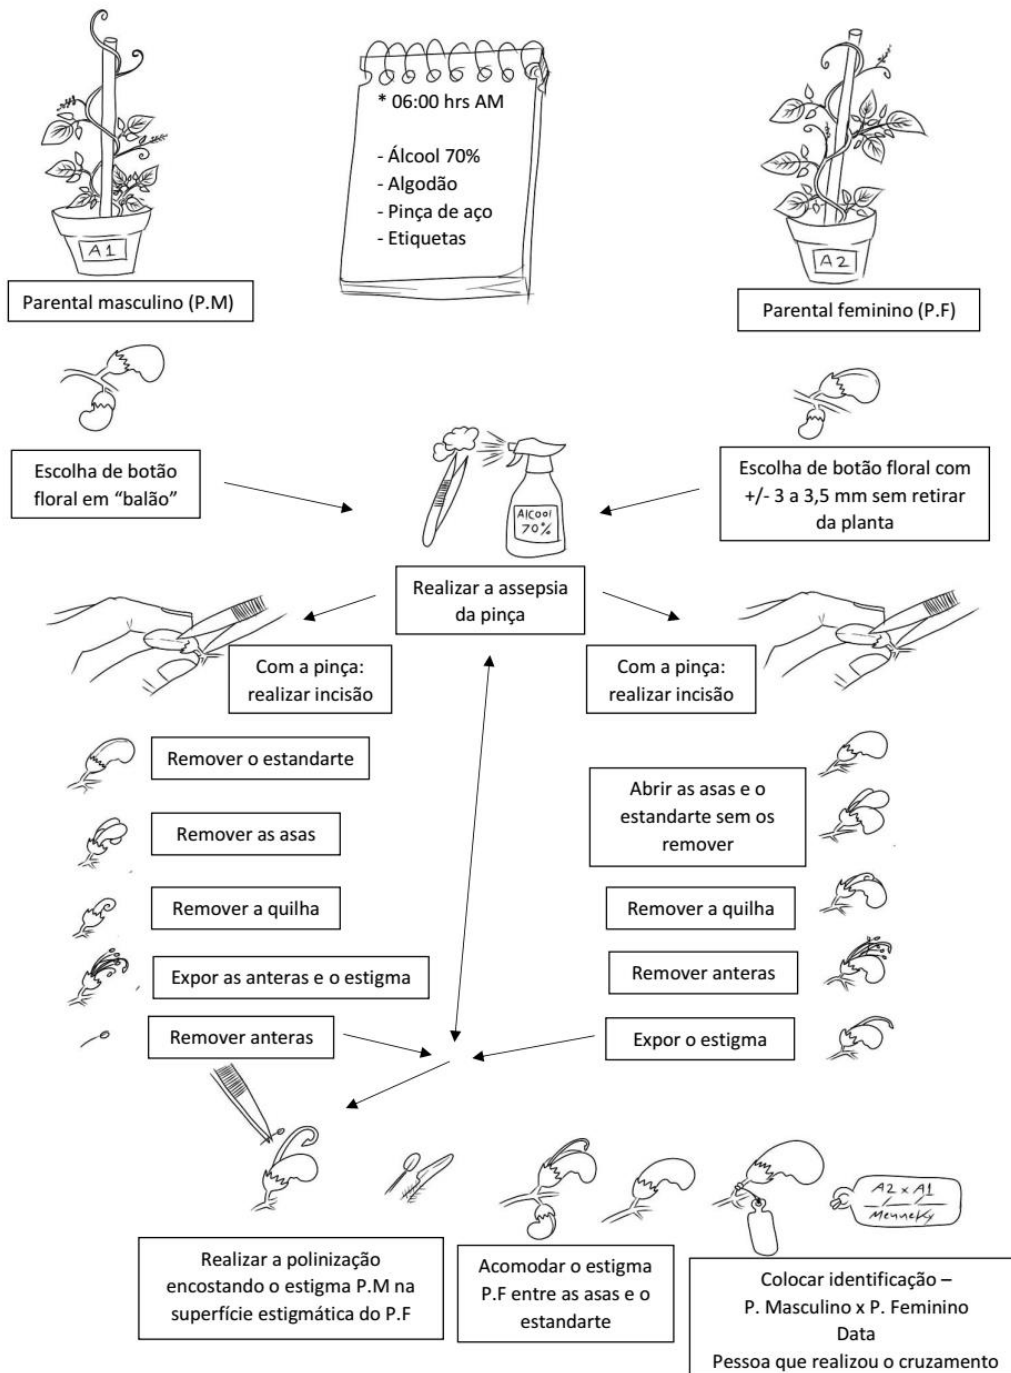 * 06:00 hrs AM
- Álcool 70%
- Algodão
- Pinça de aço
- Etiquetas
A1
A2
Parental masculino (P.M)
Parental feminino (P.F)
Escolha de botão
floral em “balão”
Álcool
70%
Escolha de botão floral com
+/- 3 a 3,5 mm sem retirar
da planta
Realizar a assepsia
da pinça
Com a pinça:
realizar incisão
Com a pinça:
realizar incisão
Remover o estandarte
Remover as asas
Remover a quilha
Expor as anteras e o estigma
Remover anteras
Abrir as asas e o
estandarte sem os
remover
Remover a quilha
Remover anteras
Expor o estigma
A2 x A1
Realizar a polinização
encostando o estigma P.M na
superfície estigmática do P.F
Acomodar o estigma
P.F entre as asas e o
estandarte
Colocar identificação –
P. Masculino x P. Feminino
Data
Pessoa que realizou o cruzamento